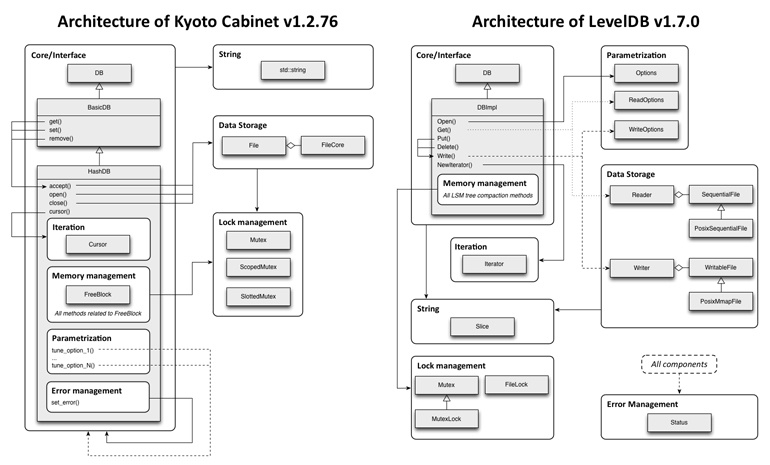 Architecture of Kyoto Cabinet v1.2.76
Core/Interface
DB
BasicDB
get()
set()
remove()
HashDB
accept()
open()
close()
cursor()
Iteration
Cursor
Memory management
FreeBlock
All methods related to FreeBlock
Parametrization
tune_option_1()
...
tune_option_N()
Error management
set_error()
String
std::string
Data Storage
File
FileCore
Lock management
Mutex
ScopedMutex
SlottedMutex
Architecture of LevelDB v1.7.0
Core/Interface
DB
DBImpl
Open()
Get()
Put()
Delete()
Write()
NewIterator()
Memory management
All LSM tree compaction methods
Iteration
Iterator
String
Slice
Lock management
Mutex
FileLock
MutexLock
Parametrization
Options
ReadOptions
WriteOptions
Data Storage
Reader
SequentialFile
PosixSequentialFile
Writer
WritableFile
PosixMmapFile
All components
Error Management
Status